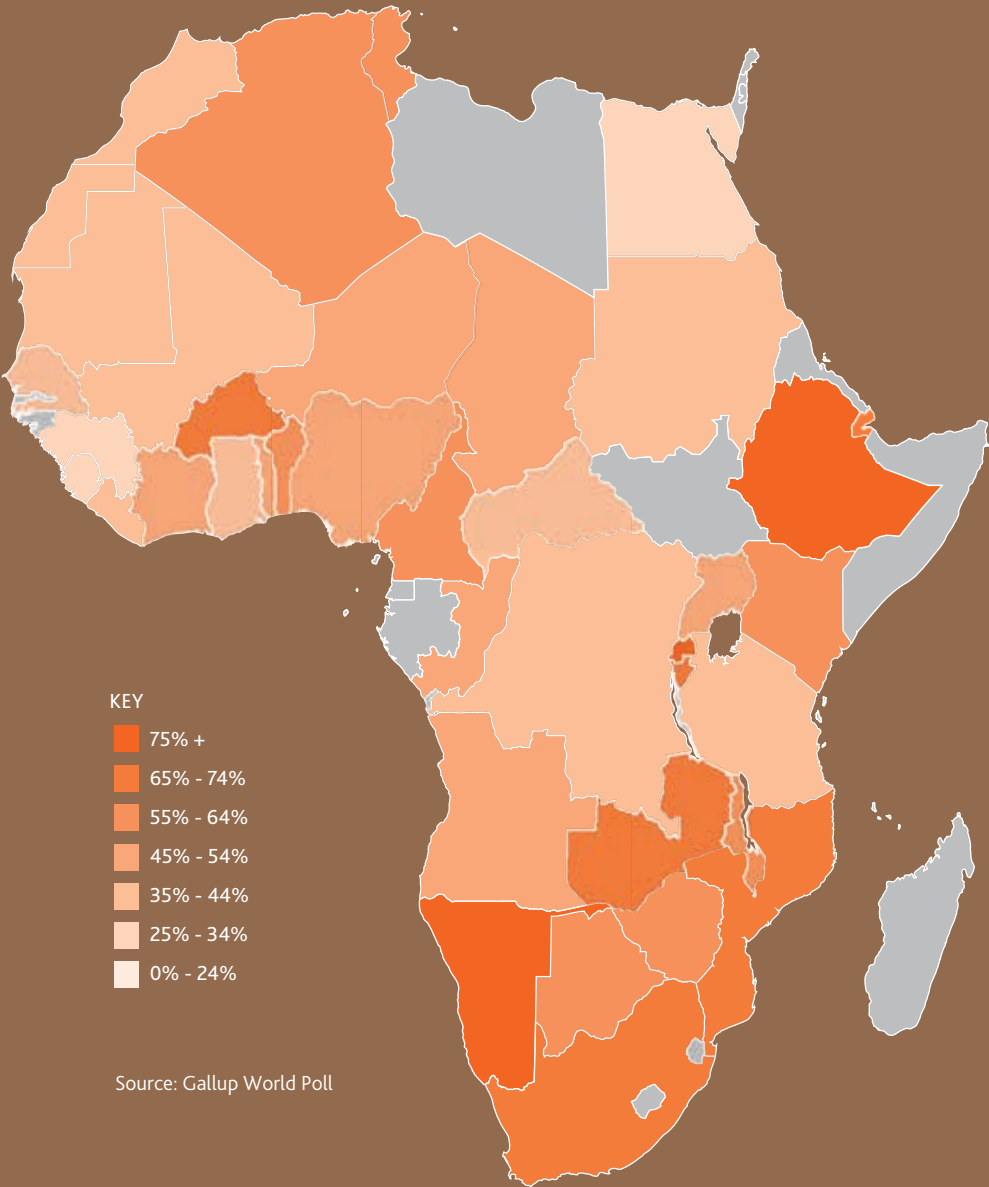 KEY
75% +
65% - 74%
55% - 64%
45% - 54%
35% - 44%
25% - 34%
0% - 24%
Source: Gallup World Poll